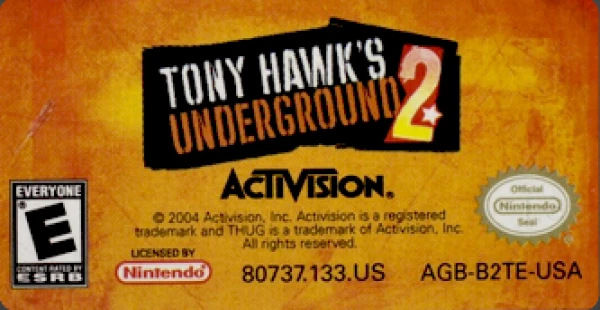 TONY HAWK'S
UNDERGROUND 2
ACTIVISION®
EVERYONE
E
CONTENT RATED BY
ESRB
© 2004 Activision, Inc. Activision is a registered
trademark and THUG is a trademark of Activision, Inc.
All rights reserved.
Official
Nintendo
Seal
LICENSED BY
Nintendo
80737.133.US
AGB-B2TE-USA